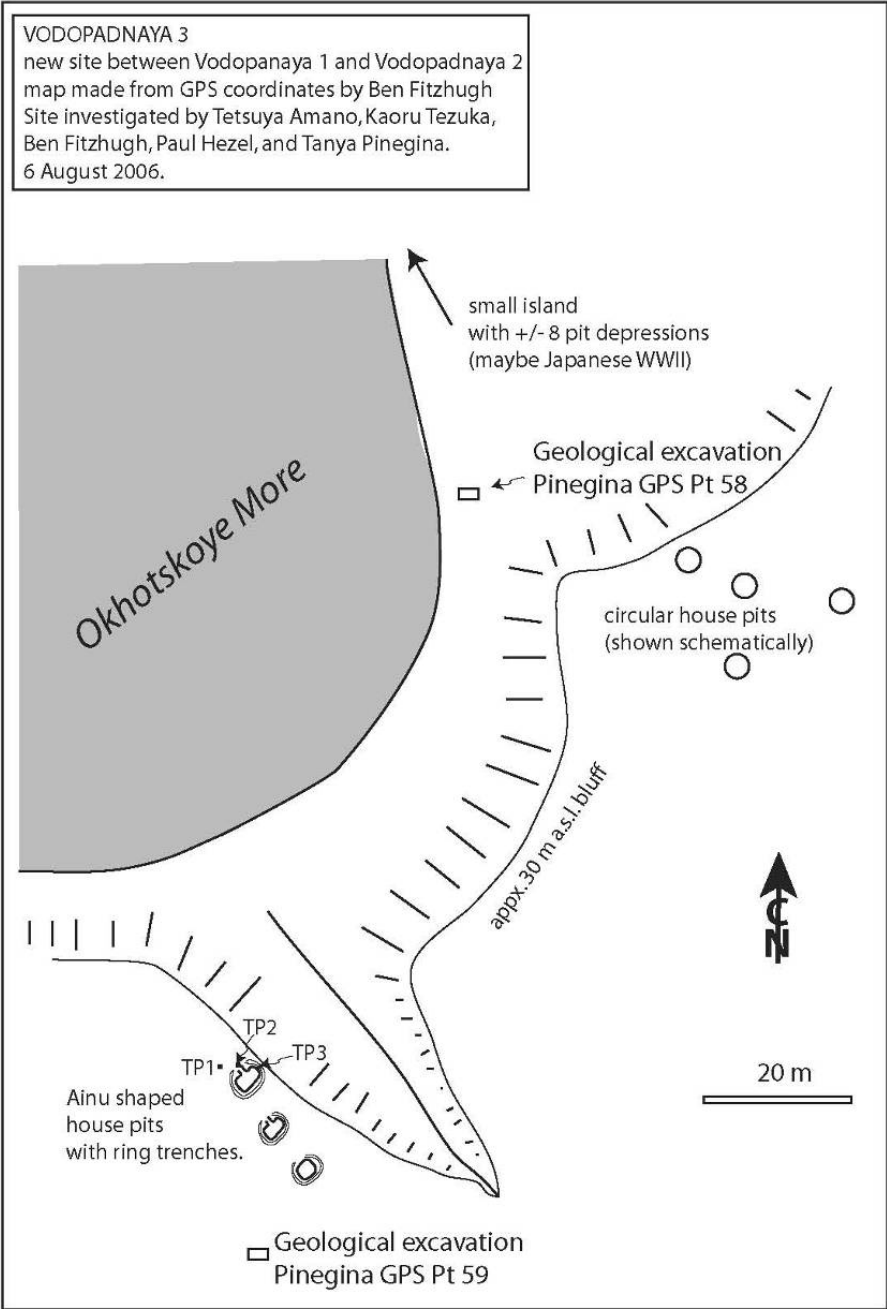 VODOPADNAYA 3
new site between Vodopanaya 1 and Vodopadnaya 2
map made from GPS coordinates by Ben Fitzhugh
Site investigated by Tetsuya Amano, Kaoru Tezuka,
Ben Fitzhugh, Paul Hezel, and Tanya Pinegina.
6 August 2006.
small island
with +/- 8 pit depressions
(maybe Japanese WWII)
Geological excavation
Pinegina GPS Pt 58
Okhotskoye More
circular house pits
(shown schematically)
appx. 30 m a.s.l. bluff
N
TP2
TP1
TP3
20 m
Ainu shaped
house pits
with ring trenches.
Geological excavation
Pinegina GPS Pt 59